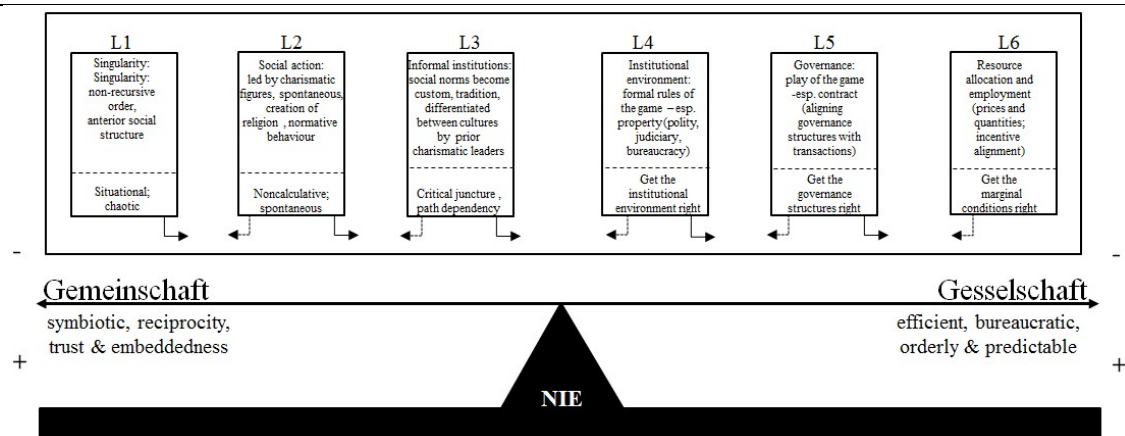 L1
Singularity:
Singularity:
non-recursive
order,
anterior social
structure
Situational;
chaotic
L2
Social action:
led by charismatic
figures, spontaneous,
creation of
religion , normative
behaviour
Noncalculative;
spontaneous
L3
Informal institutions:
social norms become
custom, tradition,
differentiated
between cultures
by prior
charismatic leaders
Critical juncture ,
path dependency
L4
Institutional
environment:
formal rules of
the game – esp.
property (polity,
judiciary,
bureaucracy)
Get the
institutional
environment right
L5
Governance:
play of the game
-esp. contract
(aligning
governance
structures with
transactions)
Get the
governance
structures right
L6
Resource
allocation and
employment
(prices and
quantities;
incentive
alignment)
Get the
marginal
conditions right
-
-
Gemeinschaft
symbiotic, reciprocity,
trust & embeddedness
Gesselschaft
efficient, bureaucratic,
orderly & predictable
+
+
NIE